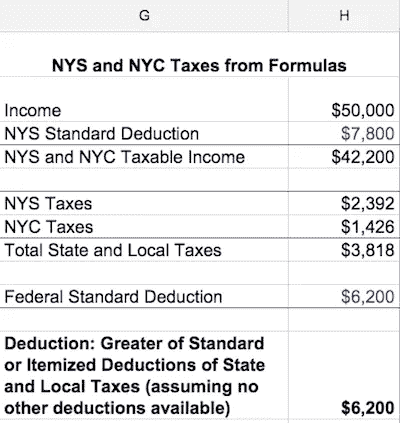 G H
NYS and NYC Taxes from Formulas
Income $50,000
NYS Standard Deduction $7,800
NYS and NYC Taxable Income $42,200
NYS Taxes $2,392
NYC Taxes $1,426
Total State and Local Taxes $3,818
Federal Standard Deduction $6,200
Deduction: Greater of Standard
or Itemized Deductions of State
and Local Taxes (assuming no
other deductions available) $6,200